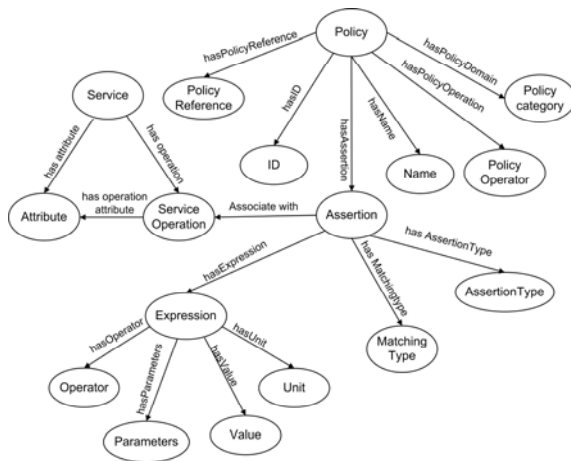 Policy
hasPolicyReference
hasPolicyDomain
hasPolicyOperation
hasID
hasAssertion
hasName
Policy
Reference
Policy
category
Service
has attribute
has operation
ID
Name
Policy
Operator
Attribute
has operation
attribute
Service
Operation
Associate with
Assertion
hasExpression
has Matchingtype
has AssertionType
AssertionType
Expression
Matching
Type
hasOperator
hasParameters
hasValue
hasUnit
Operator
Unit
Parameters
Value